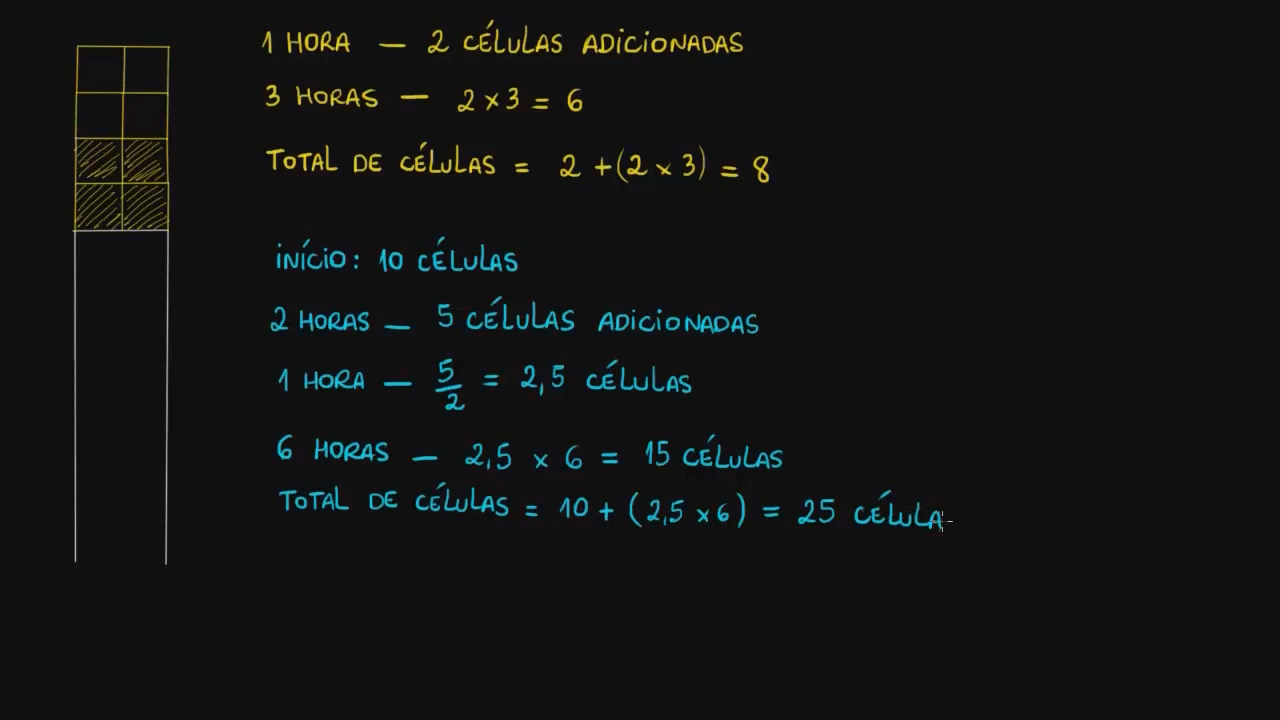 1 HORA — 2 CÉLULAS ADICIONADAS
3 HORAS — 2 × 3 = 6
TOTAL DE CÉLULAS = 2 + (2 × 3) = 8
INÍCIO: 10 CÉLULAS
2 HORAS — 5 CÉLULAS ADICIONADAS
1 HORA — 5/2 = 2,5 CÉLULAS
6 HORAS — 2,5 × 6 = 15 CÉLULAS
TOTAL DE CÉLULAS = 10 + (2,5 × 6) = 25 CÉLULA